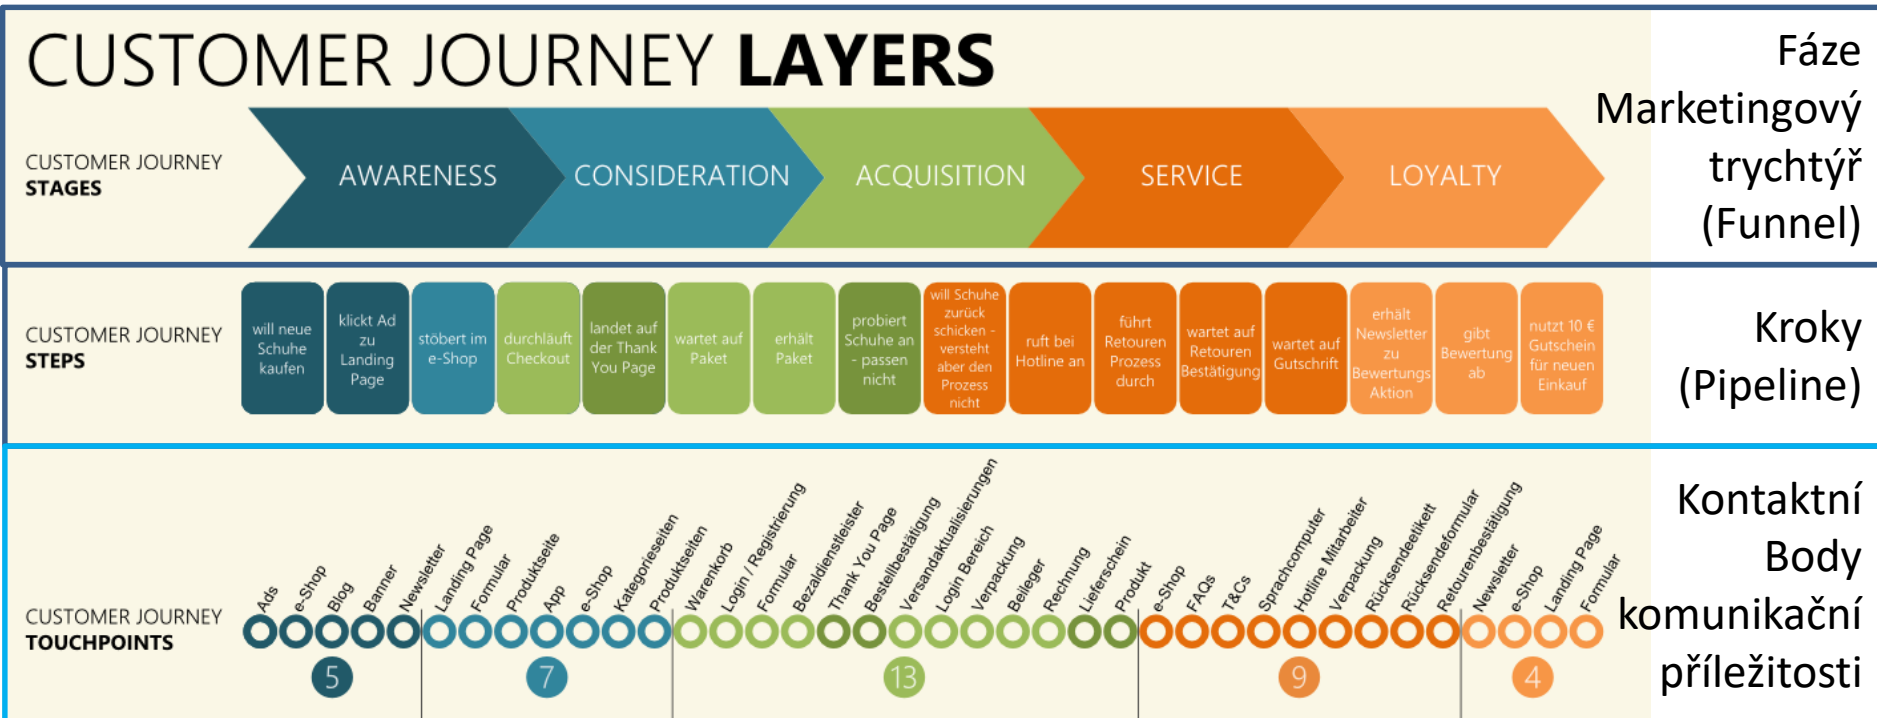 CUSTOMER JOURNEY LAYERS
Fáze
Marketingový
trychtýř
(Funnel)
CUSTOMER JOURNEY
STAGES
AWARENESS
CONSIDERATION
ACQUISITION
SERVICE
LOYALTY
CUSTOMER JOURNEY
STEPS
will neue
Schuhe
kaufen
klickt Ad
zu
Landing
Page
stöbert im
e-Shop
durchläuft
Checkout
landet auf
der Thank
You Page
wartet auf
Paket
erhält
Paket
probiert
Schuhe an
- passen
nicht
will Schuhe
zurück
schicken -
versteht
aber den
Prozess
nicht
ruft bei
Hotline an
führt
Retouren
Prozess
durch
wartet auf
Retouren
Bestätigung
wartet auf
Gutschrift
erhält
Newsletter
zu
Bewertungs
Aktion
gibt
Bewertung
ab
nutzt 10 €
Gutschein
für neuen
Einkauf
Kroky
(Pipeline)
CUSTOMER JOURNEY
TOUCHPOINTS
Ads
e-Shop
Blog
Banner
Newsletter
Landing Page
Formular
Produktseite
App
e-Shop
Kategorieseiten
Produktseiten
Warenkorb
Login / Registrierung
Formular
Bezaldienstleister
Thank You Page
Bestellbestätigung
Versandaktualisierungen
Login Bereich
Verpackung
Beileger
Rechnung
Lieferschein
Produkt
e-Shop
FAQs
T&Cs
Sprachcomputer
Hotline Mitarbeiter
Verpackung
Rücksendeetikett
Rücksendeformular
Retourenbestätigung
Newsletter
e-Shop
Landing Page
Formular
5
7
13
9
4
Kontaktní
Body
komunikační
příležitosti